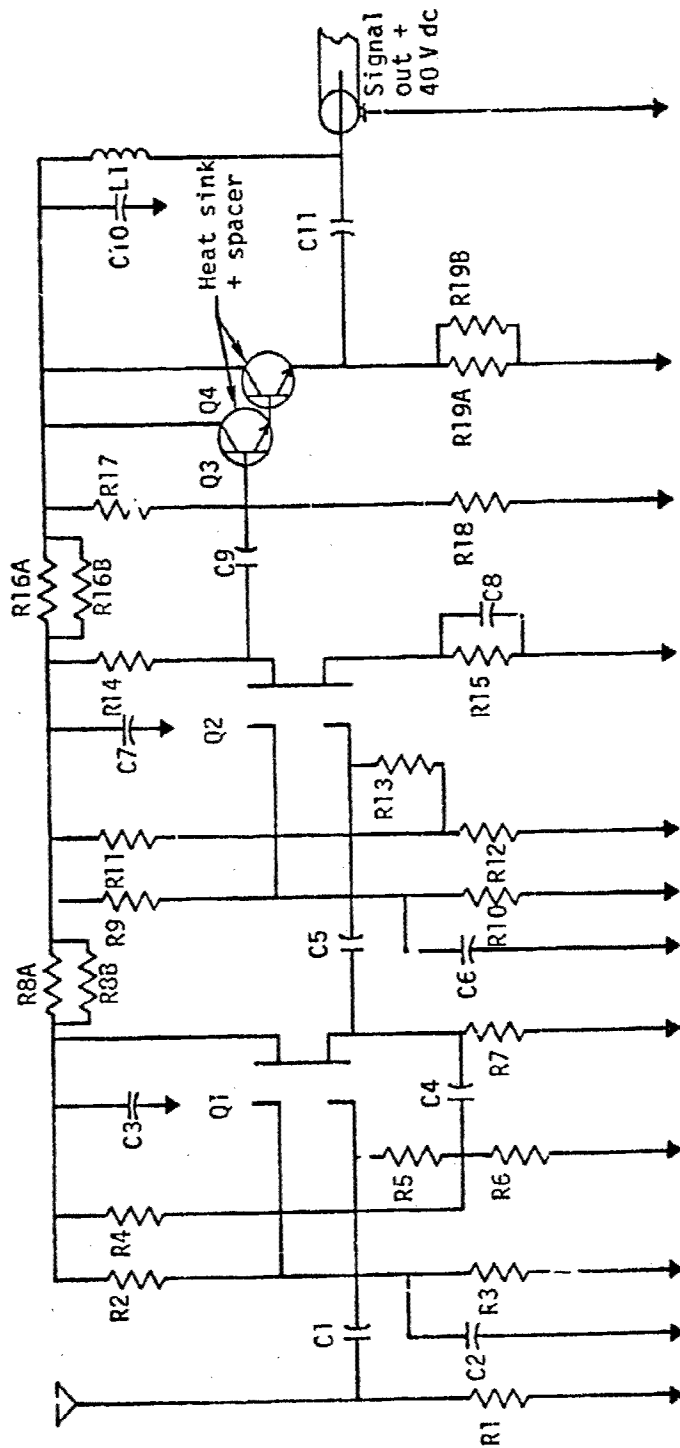 R1
C1
C2
R2
R3
R4
R5
R6
C3
Q1
C4
R7
R8A
R8B
C5
C6
R9
R10
R11
R12
R13
C7
Q2
R14
R15
C8
C9
R16A
R16B
R17
R18
Q3
Q4
Heat sink
+ spacer
R19A
R19B
C10
L1
C11
Signal
out +
40 V dc